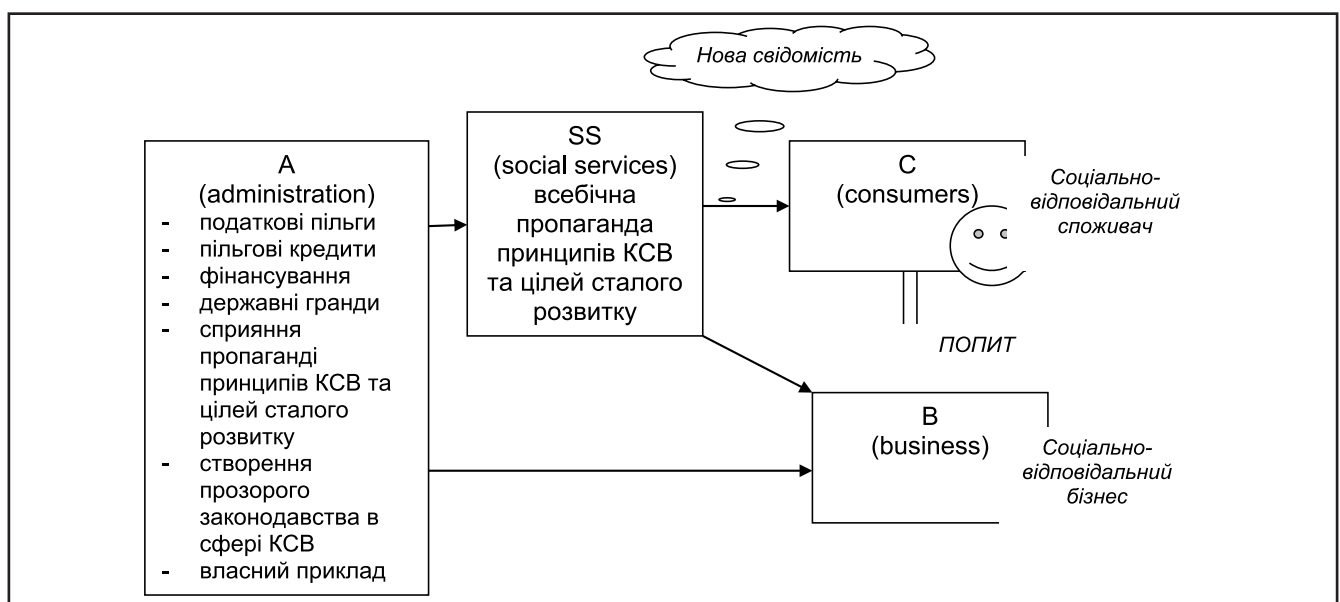 Нова свідомість
A
(administration)
- податкові пільги
- пільгові кредити
- фінансування
- державні гранди
- сприяння
пропаганді
принципів КСВ та
цілей сталого
розвитку
- створення
прозорого
законодавства в
сфері КСВ
- власний приклад
SS
(social services)
всебічна
пропаганда
принципів КСВ
та цілей сталого
розвитку
C
(consumers)
Соціально-
відповідальний
споживач
ПОПИТ
B
(business)
Соціально-
відповідальний
бізнес